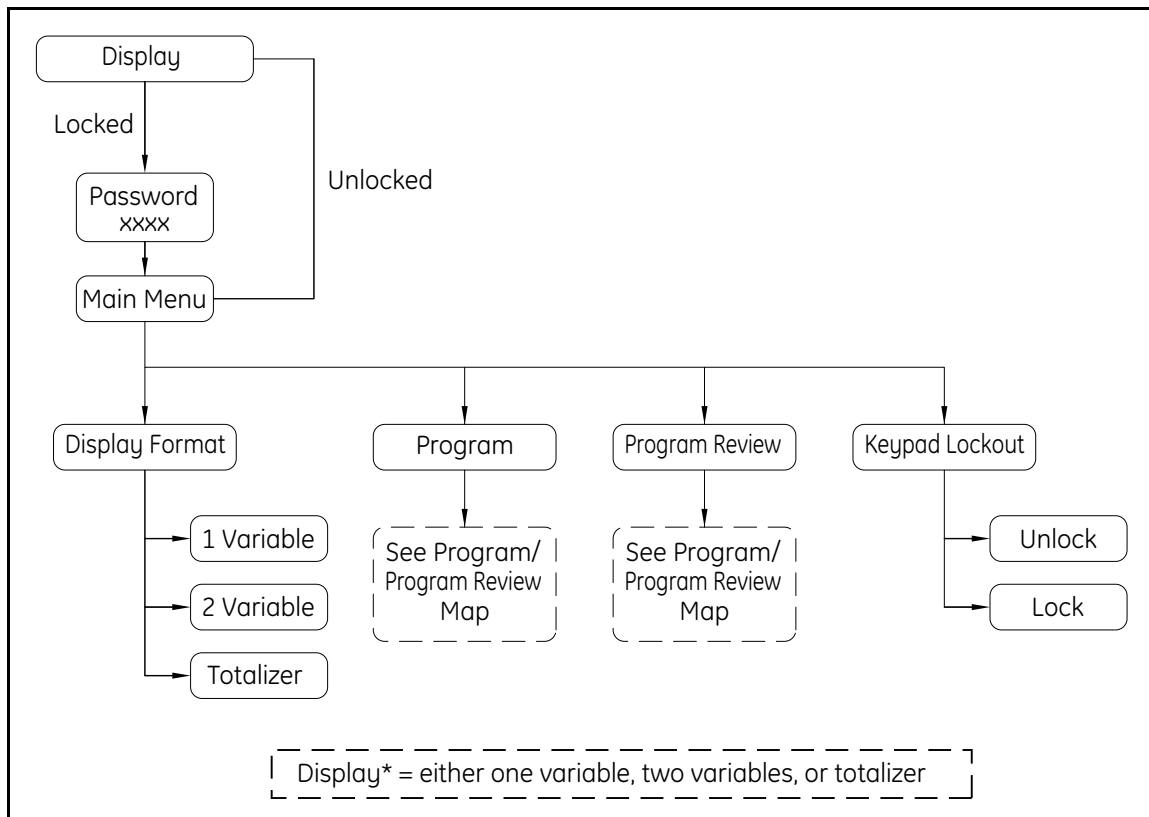 Display
Locked
Unlocked
Password
xxxx
Main Menu
Display Format
Program
Program Review
Keypad Lockout
1 Variable
2 Variable
Totalizer
See Program/
Program Review
Map
See Program/
Program Review
Map
Unlock
Lock
Display* = either one variable, two variables, or totalizer